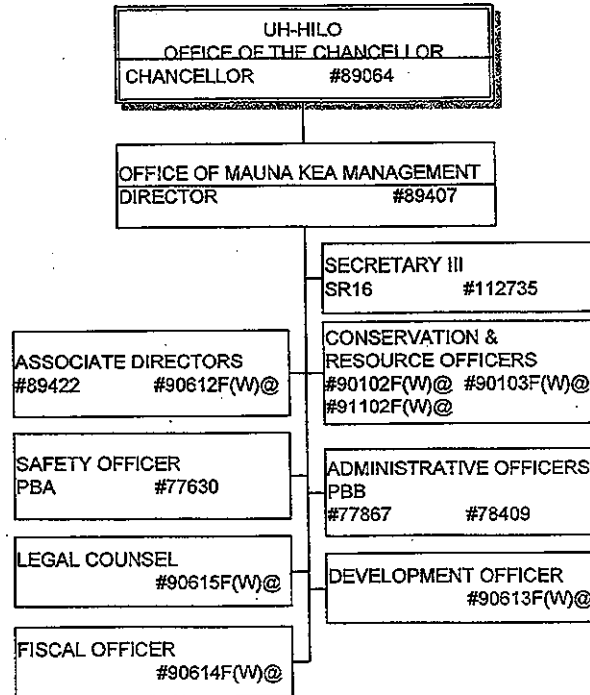 UH-HILO
OFFICE OF THE CHANCELLOR
CHANCELLOR #89064
OFFICE OF MAUNA KEA MANAGEMENT
DIRECTOR #89407
SECRETARY III
SR16 #112735
ASSOCIATE DIRECTORS
#89422 #90612F(W)@
CONSERVATION &
RESOURCE OFFICERS
#90102F(W)@ #90103F(W)@
#91102F(W)@
SAFETY OFFICER
PBA #77630
ADMINISTRATIVE OFFICERS
PBB
#77867 #78409
LEGAL COUNSEL
#90615F(W)@
DEVELOPMENT OFFICER
#90613F(W)@
FISCAL OFFICER
#90614F(W)@